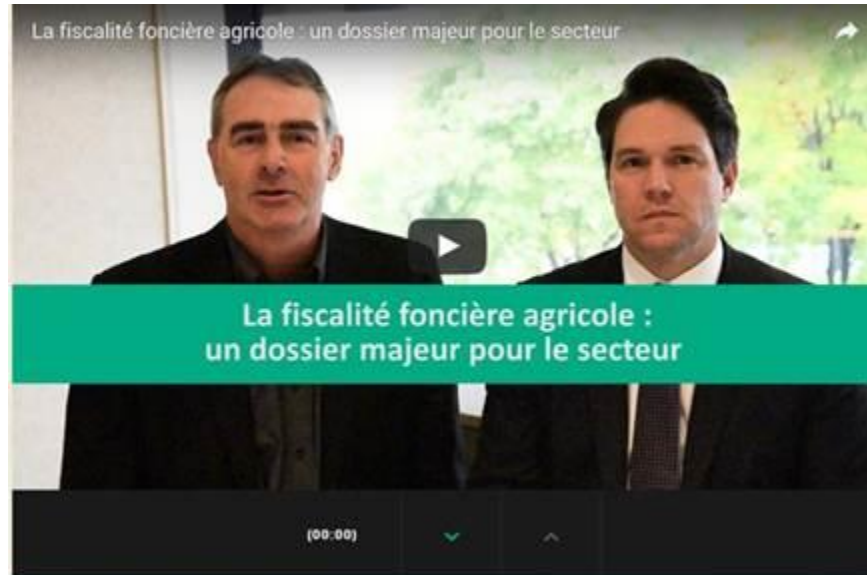 La fiscalité foncière agricole : un dossier majeur pour le secteur
La fiscalité foncière agricole :
un dossier majeur pour le secteur
(00:00)